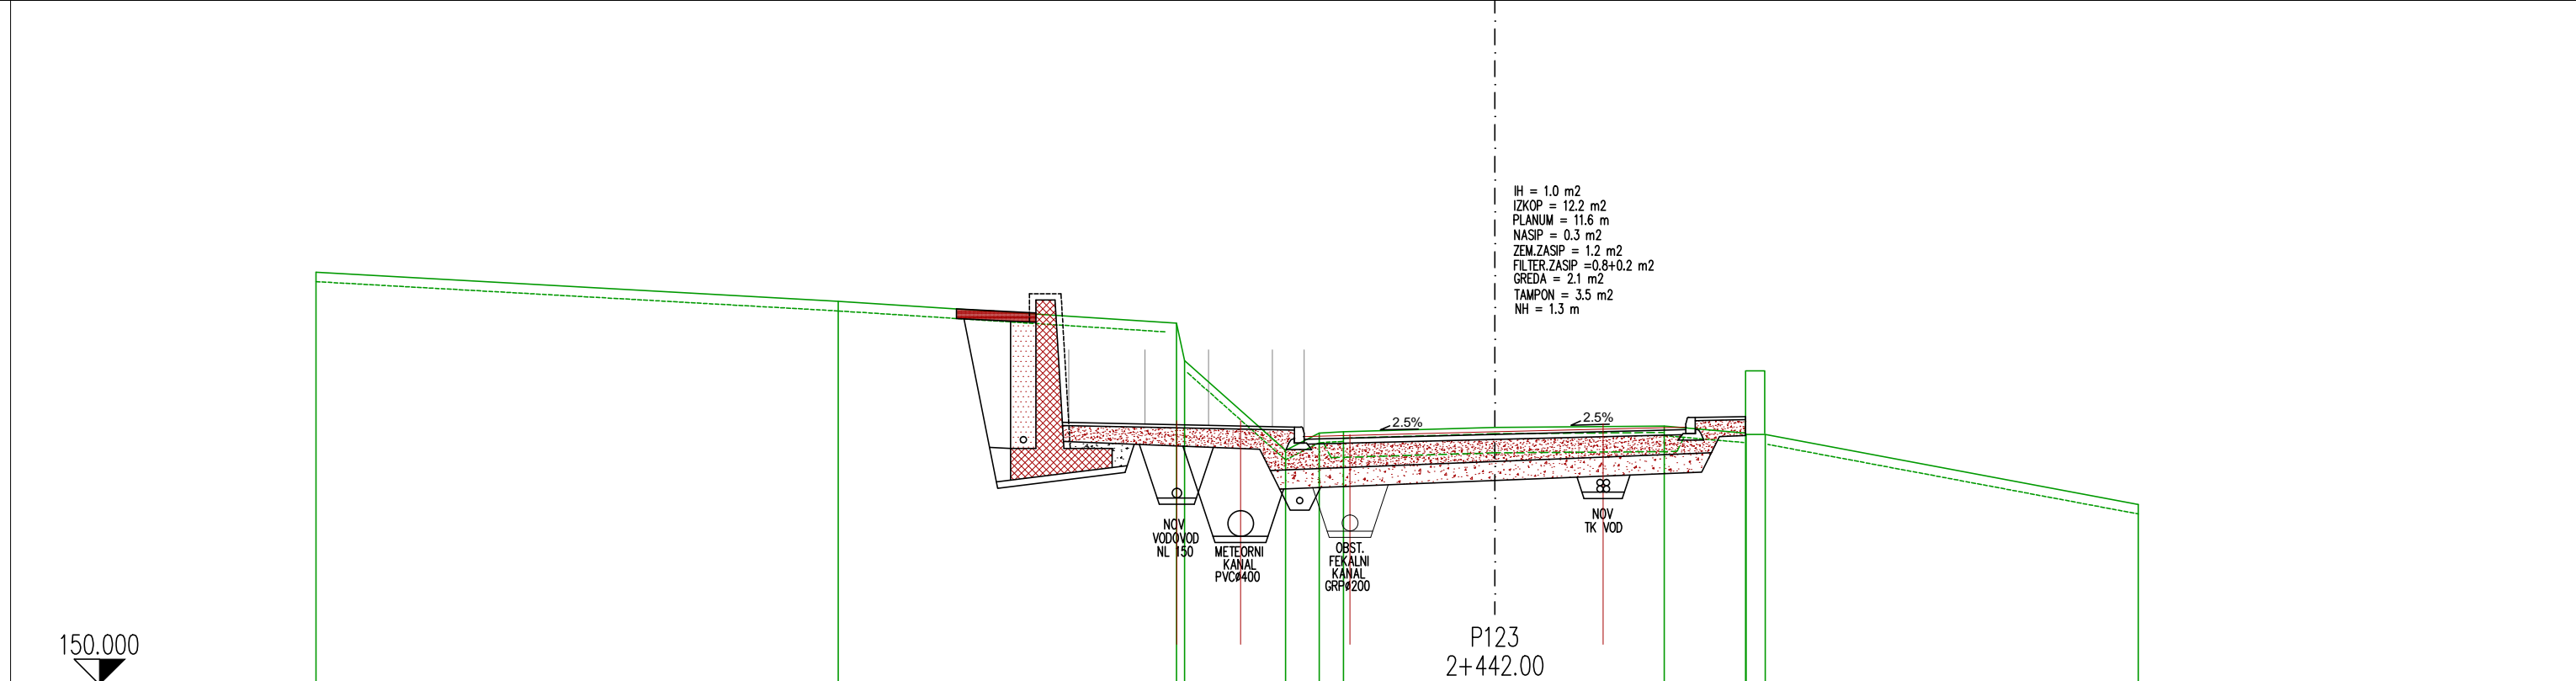 IH = 1.0 m2
IZKOP = 12.2 m2
PLANUM = 11.6 m
NASIP = 0.3 m2
ZEM.ZASIP = 1.2 m2
FILTER.ZASIP =0.8+0.2 m2
GREDA = 2.1 m2
TAMPON = 3.5 m2
NH = 1.3 m
2.5%
2.5%
NOV
VODOVOD
NL 150
METEORNI
KANAL
PVCø400
OBST.
FEKALNI
KANAL
GRPø200
NOV
TK VOD
150.000
P123
2+442.00